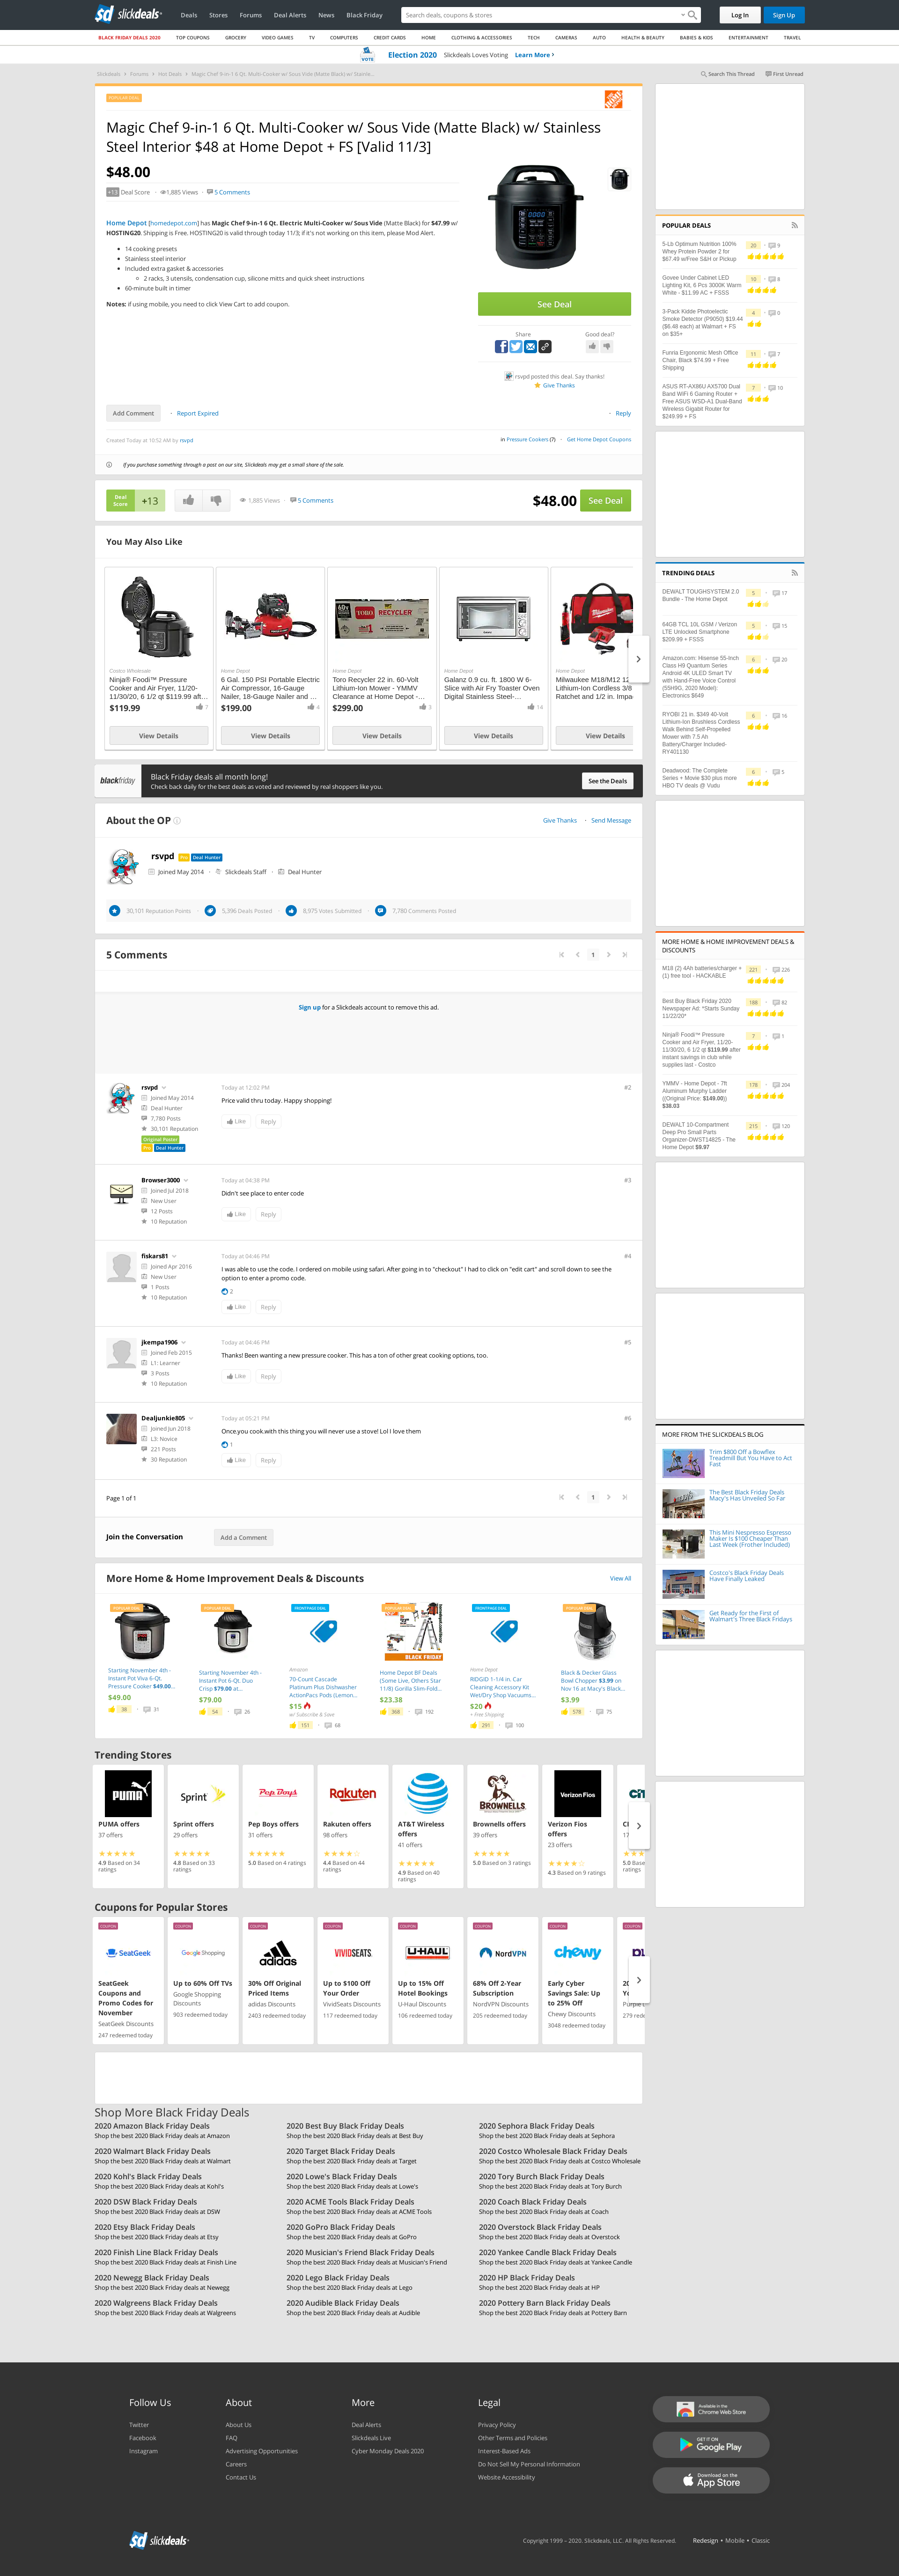 slickdeals
Deals
Stores
Forums
Deal Alerts
News
Black Friday
Search deals, coupons & stores
Log In
Sign Up
BLACK FRIDAY DEALS 2020
TOP COUPONS
GROCERY
VIDEO GAMES
TV
COMPUTERS
CREDIT CARDS
HOME
CLOTHING & ACCESSORIES
TECH
CAMERAS
AUTO
HEALTH & BEAUTY
BABIES & KIDS
ENTERTAINMENT
TRAVEL
VOTE
Election 2020 Slickdeals Loves Voting Learn More
Slickdeals
Forums
Hot Deals
Magic Chef 9-in-1 6 Qt. Multi-Cooker w/ Sous Vide (Matte Black) w/ Stainle...
Search This Thread
First Unread
POPULAR DEAL
Magic Chef 9-in-1 6 Qt. Multi-Cooker w/ Sous Vide (Matte Black) w/ Stainless
Steel Interior $48 at Home Depot + FS [Valid 11/3]
$48.00
+13 Deal Score
1,885 Views
5 Comments
Home Depot [homedepot.com] has Magic Chef 9-in-1 6 Qt. Electric Multi-Cooker w/ Sous Vide (Matte Black) for $47.99 w/
HOSTING20. Shipping is Free. HOSTING20 is valid through today 11/3; if it's not working on this item, please Mod Alert.
14 cooking presets
Stainless steel interior
Included extra gasket & accessories
2 racks, 3 utensils, condensation cup, silicone mitts and quick sheet instructions
60-minute built in timer
Notes: if using mobile, you need to click View Cart to add coupon.
See Deal
Share
Good deal?
rsvpd posted this deal. Say thanks!
Give Thanks
Add Comment
Report Expired
Reply
Created Today at 10:52 AM by rsvpd
in Pressure Cookers (7)
Get Home Depot Coupons
If you purchase something through a post on our site, Slickdeals may get a small share of the sale.
Deal
Score
+13
1,885 Views
5 Comments
$48.00
See Deal
You May Also Like
Costco Wholesale
Ninja® Foodi™ Pressure
Cooker and Air Fryer, 11/20-
11/30/20, 6 1/2 qt $119.99 aft...
$119.99
7
View Details
Home Depot
6 Gal. 150 PSI Portable Electric
Air Compressor, 16-Gauge
Nailer, 18-Gauge Nailer and ...
$199.00
4
View Details
Home Depot
Toro Recycler 22 in. 60-Volt
Lithium-Ion Mower - YMMV
Clearance at Home Depot -...
$299.00
3
View Details
Home Depot
Galanz 0.9 cu. ft. 1800 W 6-
Slice with Air Fry Toaster Oven
Digital Stainless Steel-...
14
View Details
Home Depot
Milwaukee M18/M12 12
Lithium-Ion Cordless 3/8
Ratchet and 1/2 in. Impa
View Details
blackfriday
Black Friday deals all month long!
Check back daily for the best deals as voted and reviewed by real shoppers like you.
See the Deals
About the OP
Give Thanks
Send Message
rsvpd Pro Deal Hunter
Joined May 2014
Slickdeals Staff
Deal Hunter
30,101 Reputation Points
5,396 Deals Posted
8,975 Votes Submitted
7,780 Comments Posted
5 Comments
1
Sign up for a Slickdeals account to remove this ad.
rsvpd
Joined May 2014
Deal Hunter
7,780 Posts
30,101 Reputation
Original Poster
Pro Deal Hunter
Today at 12:02 PM
#2
Price valid thru today. Happy shopping!
Like
Reply
Browser3000
Joined Jul 2018
New User
12 Posts
10 Reputation
Today at 04:38 PM
#3
Didn't see place to enter code
Like
Reply
fiskars81
Joined Apr 2016
New User
1 Posts
10 Reputation
Today at 04:46 PM
#4
I was able to use the code. I ordered on mobile using safari. After going in to "checkout" I had to click on "edit cart" and scroll down to see the
option to enter a promo code.
2
Like
Reply
jkempa1906
Joined Feb 2015
L1: Learner
3 Posts
10 Reputation
Today at 04:46 PM
#5
Thanks! Been wanting a new pressure cooker. This has a ton of other great cooking options, too.
Like
Reply
Dealjunkie805
Joined Jun 2018
L3: Novice
221 Posts
30 Reputation
Today at 05:21 PM
#6
Once.you cook.with this thing you will never use a stove! Lol I love them
1
Like
Reply
Page 1 of 1
1
Join the Conversation
Add a Comment
More Home & Home Improvement Deals & Discounts
View All
POPULAR DEAL
Starting November 4th -
Instant Pot Viva 6-Qt.
Pressure Cooker $49.00...
$49.00
38
31
POPULAR DEAL
Starting November 4th -
Instant Pot 6-Qt. Duo
Crisp $79.00 at...
$79.00
54
26
FRONTPAGE DEAL
Amazon
70-Count Cascade
Platinum Plus Dishwasher
ActionPacs Pods (Lemon...
$15
w/ Subscribe & Save
151
68
POPULAR DEAL
BLACK FRIDAY
Home Depot BF Deals
(Some Live, Others Star
11/8) Gorilla Slim-Fold...
$23.38
368
192
FRONTPAGE DEAL
Home Depot
RIDGID 1-1/4 in. Car
Cleaning Accessory Kit
Wet/Dry Shop Vacuums...
$20
+ Free Shipping
291
100
POPULAR DEAL
Black & Decker Glass
Bowl Chopper $3.99 on
Nov 16 at Macy's Black...
$3.99
578
75
Trending Stores
PUMA
PUMA offers
37 offers
4.9 Based on 34
ratings
Sprint
Sprint offers
29 offers
4.8 Based on 33
ratings
Pep Boys
Pep Boys offers
31 offers
5.0 Based on 4 ratings
Rakuten
Rakuten offers
98 offers
4.4 Based on 44
ratings
AT&T Wireless
offers
41 offers
4.9 Based on 40
ratings
BROWNELLS
Brownells offers
39 offers
5.0 Based on 3 ratings
Verizon Fios
Verizon Fios
offers
23 offers
4.3 Based on 9 ratings
5.0 Base
ratings
Coupons for Popular Stores
COUPON
SeatGeek
SeatGeek
Coupons and
Promo Codes for
November
SeatGeek Discounts
247 redeemed today
COUPON
Google Shopping
Up to 60% Off TVs
Google Shopping
Discounts
903 redeemed today
COUPON
adidas
30% Off Original
Priced Items
adidas Discounts
2403 redeemed today
COUPON
VIVIDSEATS
Up to $100 Off
Your Order
VividSeats Discounts
117 redeemed today
COUPON
U-HAUL
Up to 15% Off
Hotel Bookings
U-Haul Discounts
106 redeemed today
COUPON
NordVPN
68% Off 2-Year
Subscription
NordVPN Discounts
205 redeemed today
COUPON
chewy
Early Cyber
Savings Sale: Up
to 25% Off
Chewy Discounts
3048 redeemed today
COUPON
Shop More Black Friday Deals
2020 Amazon Black Friday Deals
Shop the best 2020 Black Friday deals at Amazon
2020 Best Buy Black Friday Deals
Shop the best 2020 Black Friday deals at Best Buy
2020 Sephora Black Friday Deals
Shop the best 2020 Black Friday deals at Sephora
2020 Walmart Black Friday Deals
Shop the best 2020 Black Friday deals at Walmart
2020 Target Black Friday Deals
Shop the best 2020 Black Friday deals at Target
2020 Costco Wholesale Black Friday Deals
Shop the best 2020 Black Friday deals at Costco Wholesale
2020 Kohl's Black Friday Deals
Shop the best 2020 Black Friday deals at Kohl's
2020 Lowe's Black Friday Deals
Shop the best 2020 Black Friday deals at Lowe's
2020 Tory Burch Black Friday Deals
Shop the best 2020 Black Friday deals at Tory Burch
2020 DSW Black Friday Deals
Shop the best 2020 Black Friday deals at DSW
2020 ACME Tools Black Friday Deals
Shop the best 2020 Black Friday deals at ACME Tools
2020 Coach Black Friday Deals
Shop the best 2020 Black Friday deals at Coach
2020 Etsy Black Friday Deals
Shop the best 2020 Black Friday deals at Etsy
2020 GoPro Black Friday Deals
Shop the best 2020 Black Friday deals at GoPro
2020 Overstock Black Friday Deals
Shop the best 2020 Black Friday deals at Overstock
2020 Finish Line Black Friday Deals
Shop the best 2020 Black Friday deals at Finish Line
2020 Musician's Friend Black Friday Deals
Shop the best 2020 Black Friday deals at Musician's Friend
2020 Yankee Candle Black Friday Deals
Shop the best 2020 Black Friday deals at Yankee Candle
2020 Newegg Black Friday Deals
Shop the best 2020 Black Friday deals at Newegg
2020 Lego Black Friday Deals
Shop the best 2020 Black Friday deals at Lego
2020 HP Black Friday Deals
Shop the best 2020 Black Friday deals at HP
2020 Walgreens Black Friday Deals
Shop the best 2020 Black Friday deals at Walgreens
2020 Audible Black Friday Deals
Shop the best 2020 Black Friday deals at Audible
2020 Pottery Barn Black Friday Deals
Shop the best 2020 Black Friday deals at Pottery Barn
POPULAR DEALS
5-Lb Optimum Nutrition 100%
Whey Protein Powder 2 for
$67.49 w/Free S&H or Pickup
20
9
Govee Under Cabinet LED
Lighting Kit, 6 Pcs 3000K Warm
White - $11.99 AC + FSSS
10
8
3-Pack Kidde Photoelectic
Smoke Detector (P9050) $19.44
($6.48 each) at Walmart + FS
on $35+
4
0
Furina Ergonomic Mesh Office
Chair, Black $74.99 + Free
Shipping
11
7
ASUS RT-AX86U AX5700 Dual
Band WiFi 6 Gaming Router +
Free ASUS WSD-A1 Dual-Band
Wireless Gigabit Router for
$249.99 + FS
7
10
TRENDING DEALS
DEWALT TOUGHSYSTEM 2.0
Bundle - The Home Depot
5
17
64GB TCL 10L GSM / Verizon
LTE Unlocked Smartphone
$209.99 + FSSS
5
15
Amazon.com: Hisense 55-Inch
Class H9 Quantum Series
Android 4K ULED Smart TV
with Hand-Free Voice Control
(55H9G, 2020 Model):
Electronics $649
6
20
RYOBI 21 in. $349 40-Volt
Lithium-Ion Brushless Cordless
Walk Behind Self-Propelled
Mower with 7.5 Ah
Battery/Charger Included-
RY401130
6
16
Deadwood: The Complete
Series + Movie $30 plus more
HBO TV deals @ Vudu
6
5
MORE HOME & HOME IMPROVEMENT DEALS &
DISCOUNTS
M18 (2) 4Ah batteries/charger +
(1) free tool - HACKABLE
221
226
Best Buy Black Friday 2020
Newspaper Ad: *Starts Sunday
11/22/20*
188
82
Ninja® Foodi™ Pressure
Cooker and Air Fryer, 11/20-
11/30/20, 6 1/2 qt $119.99 after
instant savings in club while
supplies last - Costco
7
1
YMMV - Home Depot - 7ft
Aluminum Murphy Ladder
((Original Price: $149.00))
$38.03
178
204
DEWALT 10-Compartment
Deep Pro Small Parts
Organizer-DWST14825 - The
Home Depot $9.97
215
120
MORE FROM THE SLICKDEALS BLOG
Trim $800 Off a Bowflex
Treadmill But You Have to Act
Fast
The Best Black Friday Deals
Macy's Has Unveiled So Far
This Mini Nespresso Espresso
Maker Is $100 Cheaper Than
Last Week (Frother Included)
Costco's Black Friday Deals
Have Finally Leaked
Get Ready for the First of
Walmart's Three Black Fridays
Follow Us
Twitter
Facebook
Instagram
About
About Us
FAQ
Advertising Opportunities
Careers
Contact Us
More
Deal Alerts
Slickdeals Live
Cyber Monday Deals 2020
Legal
Privacy Policy
Other Terms and Policies
Interest-Based Ads
Do Not Sell My Personal Information
Website Accessibility
Available in the
Chrome Web Store
GET IT ON
Google Play
Download on the
App Store
slickdeals
Copyright 1999 - 2020. Slickdeals, LLC. All Rights Reserved.
Redesign • Mobile • Classic